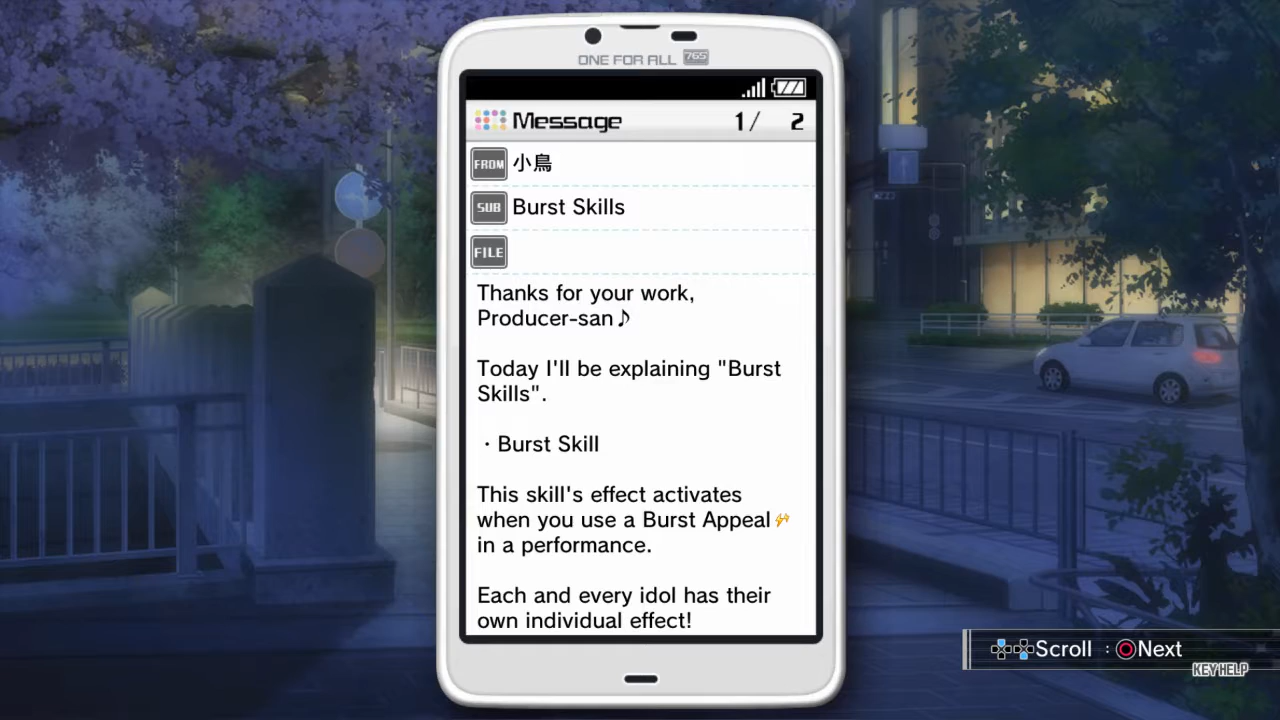 ONE FOR ALL 765
Message 1/ 2
FROM 小鳥
SUB Burst Skills
FILE
Thanks for your work,
Producer-san♪
Today I'll be explaining "Burst
Skills".
・Burst Skill
This skill's effect activates
when you use a Burst Appeal
in a performance.
Each and every idol has their
own individual effect!
Scroll : Next
KEY HELP